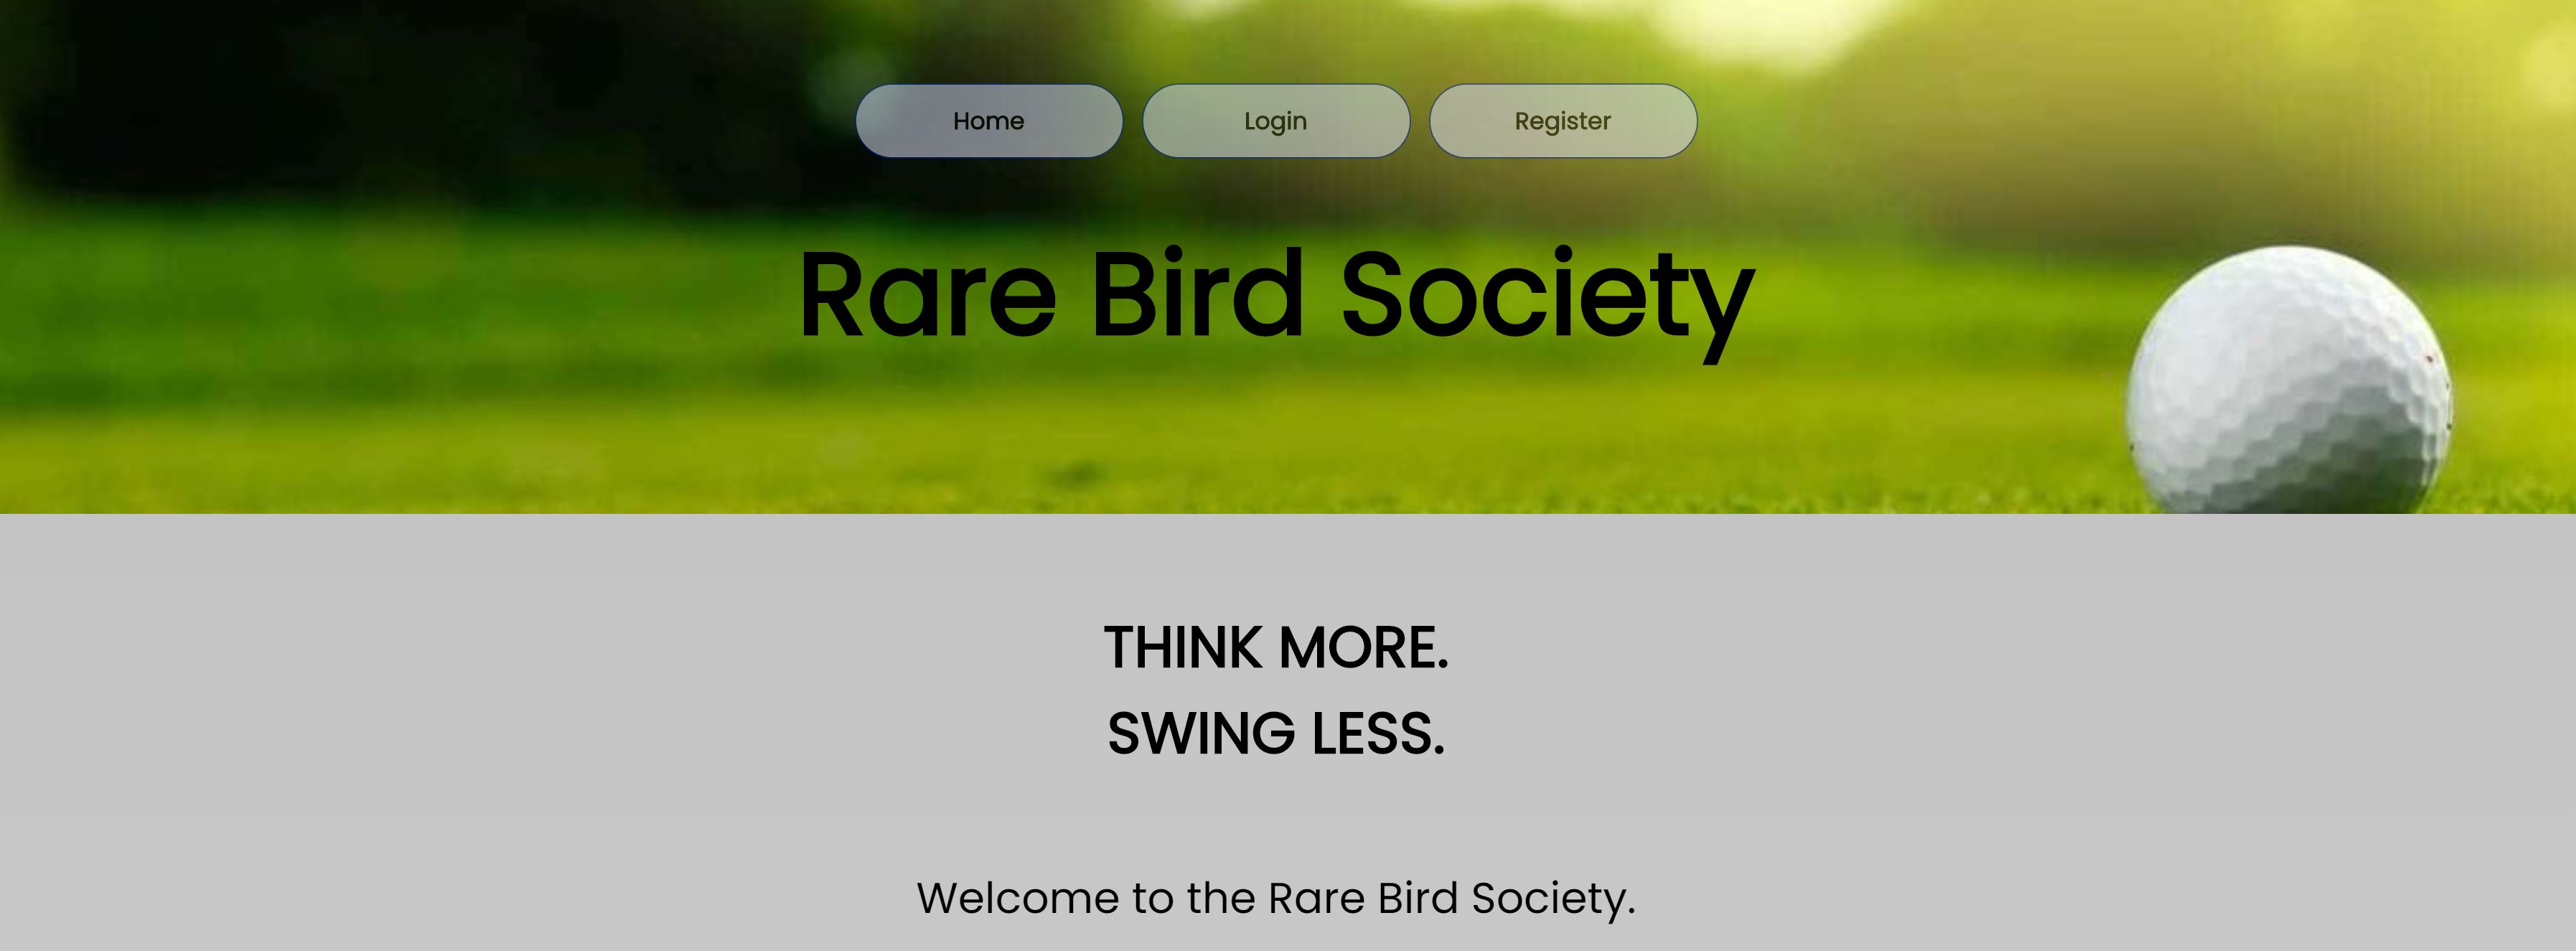 Home Login Register
Rare Bird Society
THINK MORE.
SWING LESS.
Welcome to the Rare Bird Society.